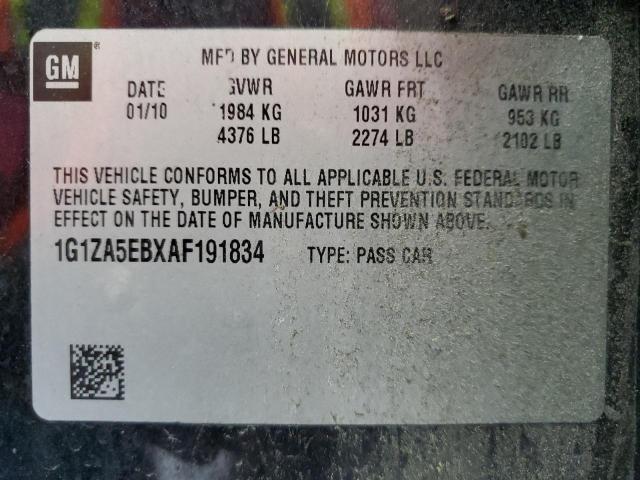 GM ®
MFD BY GENERAL MOTORS LLC
DATE GVWR GAWR FRT GAWR RR
01/10 1984 KG 1031 KG 953 KG
4376 LB 2274 LB 2102 LB
THIS VEHICLE CONFORMS TO ALL APPLICABLE U.S. FEDERAL MOTOR
VEHICLE SAFETY, BUMPER, AND THEFT PREVENTION STANDARDS IN
EFFECT ON THE DATE OF MANUFACTURE SHOWN ABOVE.
1G1ZA5EBXAF191834 TYPE: PASS CAR